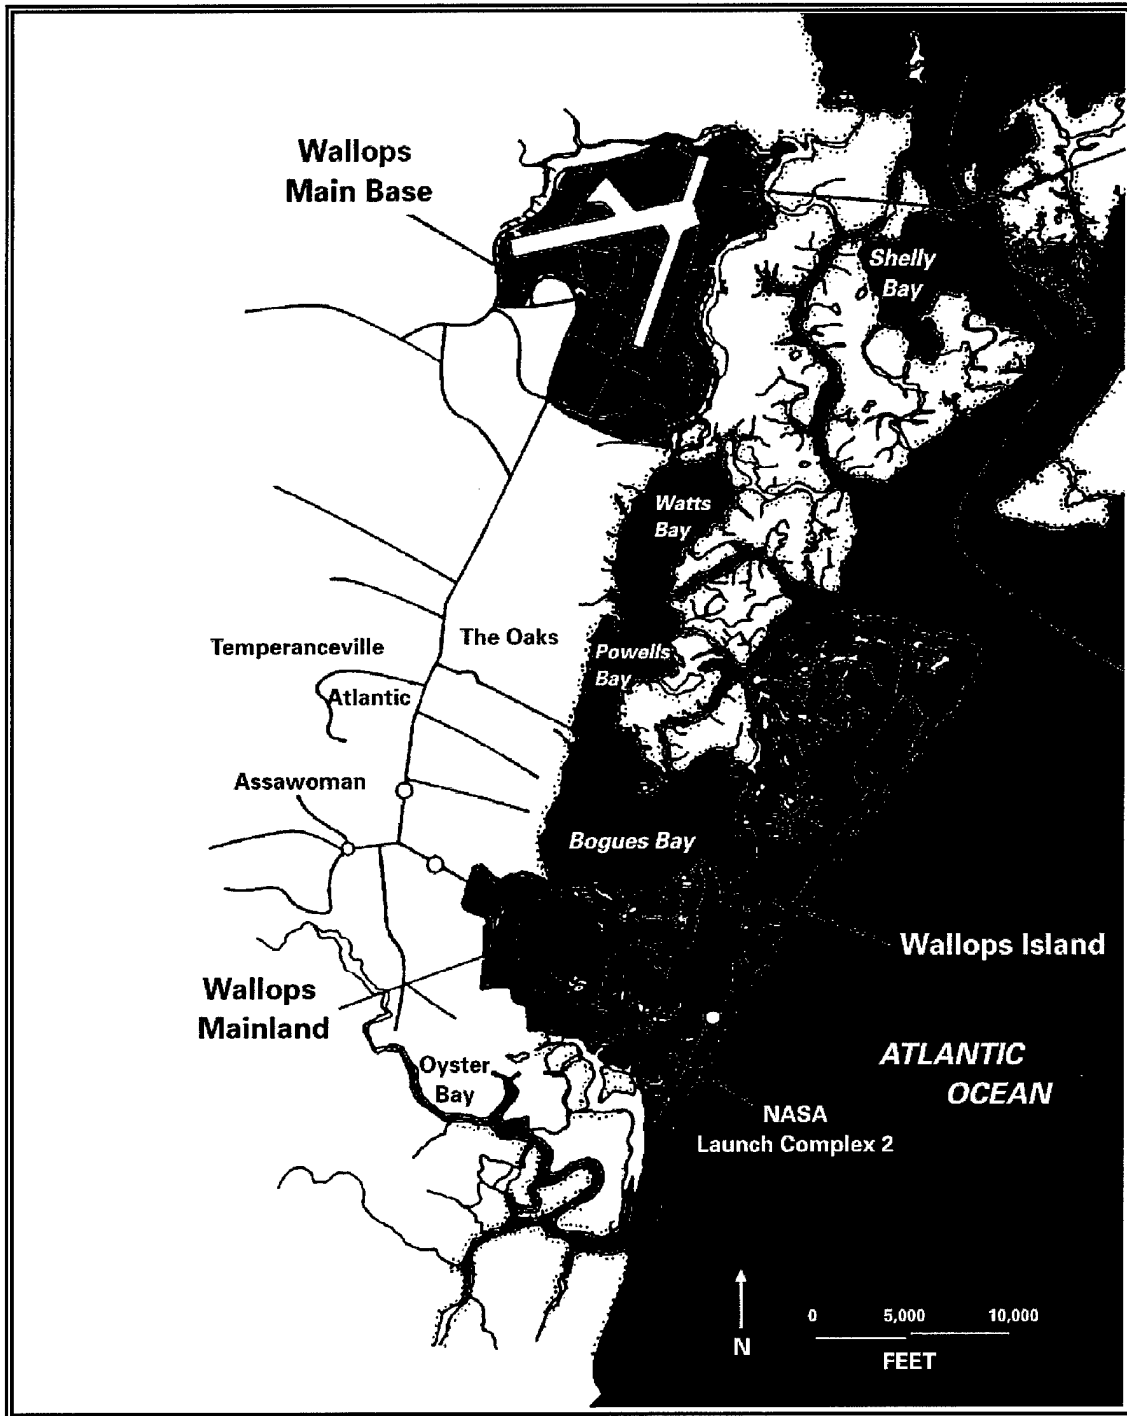 Wallops
Main Base
Shelly
Bay
Watts
Bay
The Oaks
Temperanceville
Powells
Bay
Atlantic
Assawoman
Bogues Bay
Wallops Island
Wallops
Mainland
ATLANTIC
OCEAN
Oyster
Bay
NASA
Launch Complex 2
0 5,000 10,000
N
FEET